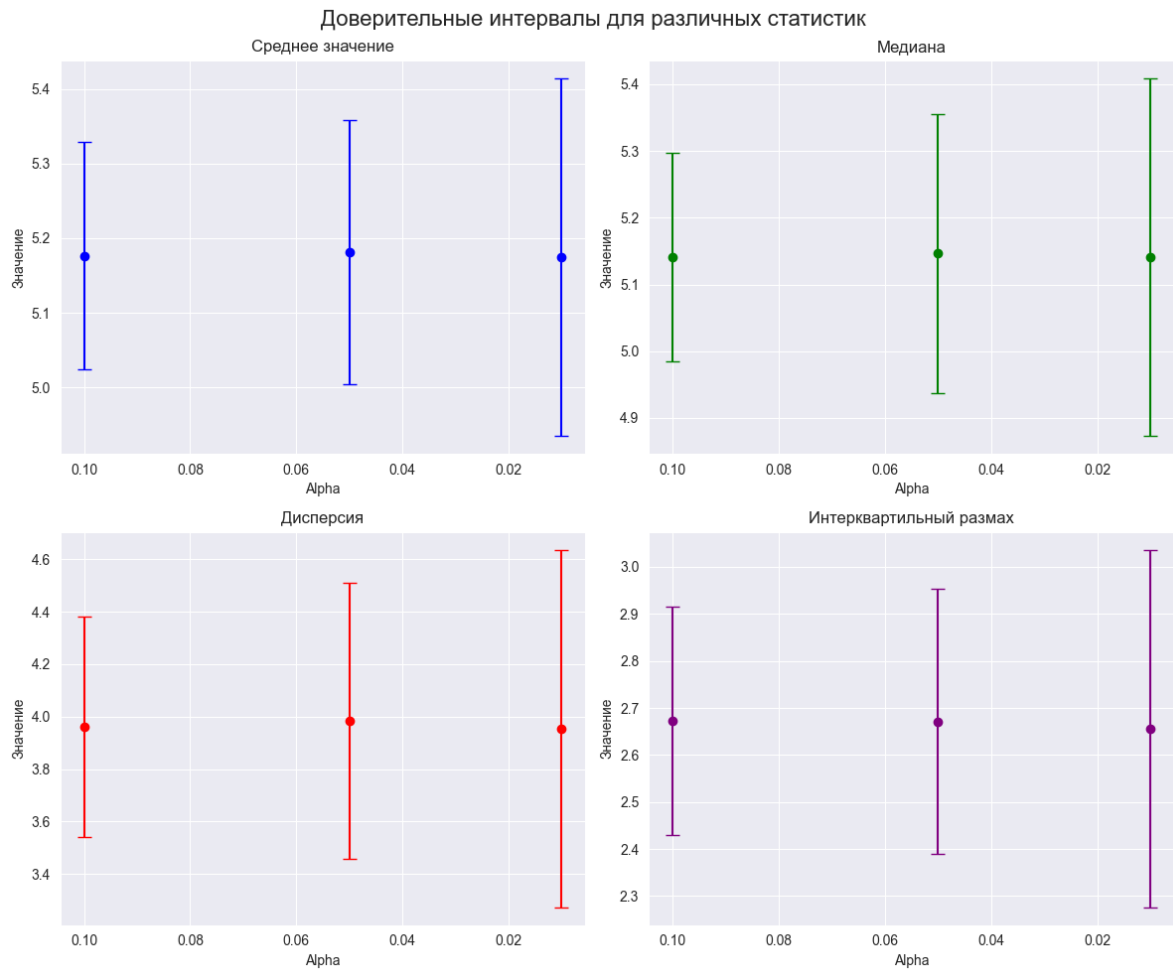 Доверительные интервалы для различных статистик
Среднее значение
5.4
5.3
5.2
5.1
5.0
Значение
0.10 0.08 0.06 0.04 0.02
Alpha
Медиана
5.4
5.3
5.2
5.1
5.0
4.9
Значение
0.10 0.08 0.06 0.04 0.02
Alpha
Дисперсия
4.6
4.4
4.2
4.0
3.8
3.6
3.4
Значение
0.10 0.08 0.06 0.04 0.02
Alpha
Интерквартильный размах
3.0
2.9
2.8
2.7
2.6
2.5
2.4
2.3
Значение
0.10 0.08 0.06 0.04 0.02
Alpha